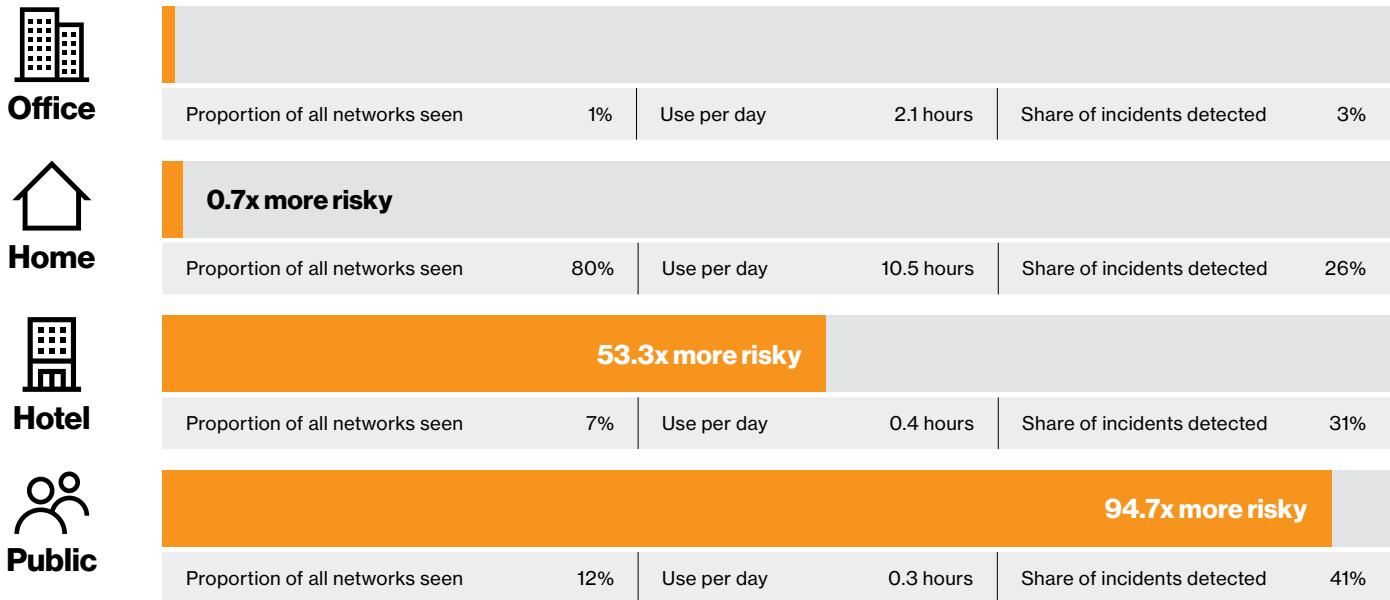 Office
Proportion of all networks seen 1% Use per day 2.1 hours Share of incidents detected 3%
0.7x more risky
Home
Proportion of all networks seen 80% Use per day 10.5 hours Share of incidents detected 26%
53.3x more risky
Hotel
Proportion of all networks seen 7% Use per day 0.4 hours Share of incidents detected 31%
94.7x more risky
Public
Proportion of all networks seen 12% Use per day 0.3 hours Share of incidents detected 41%